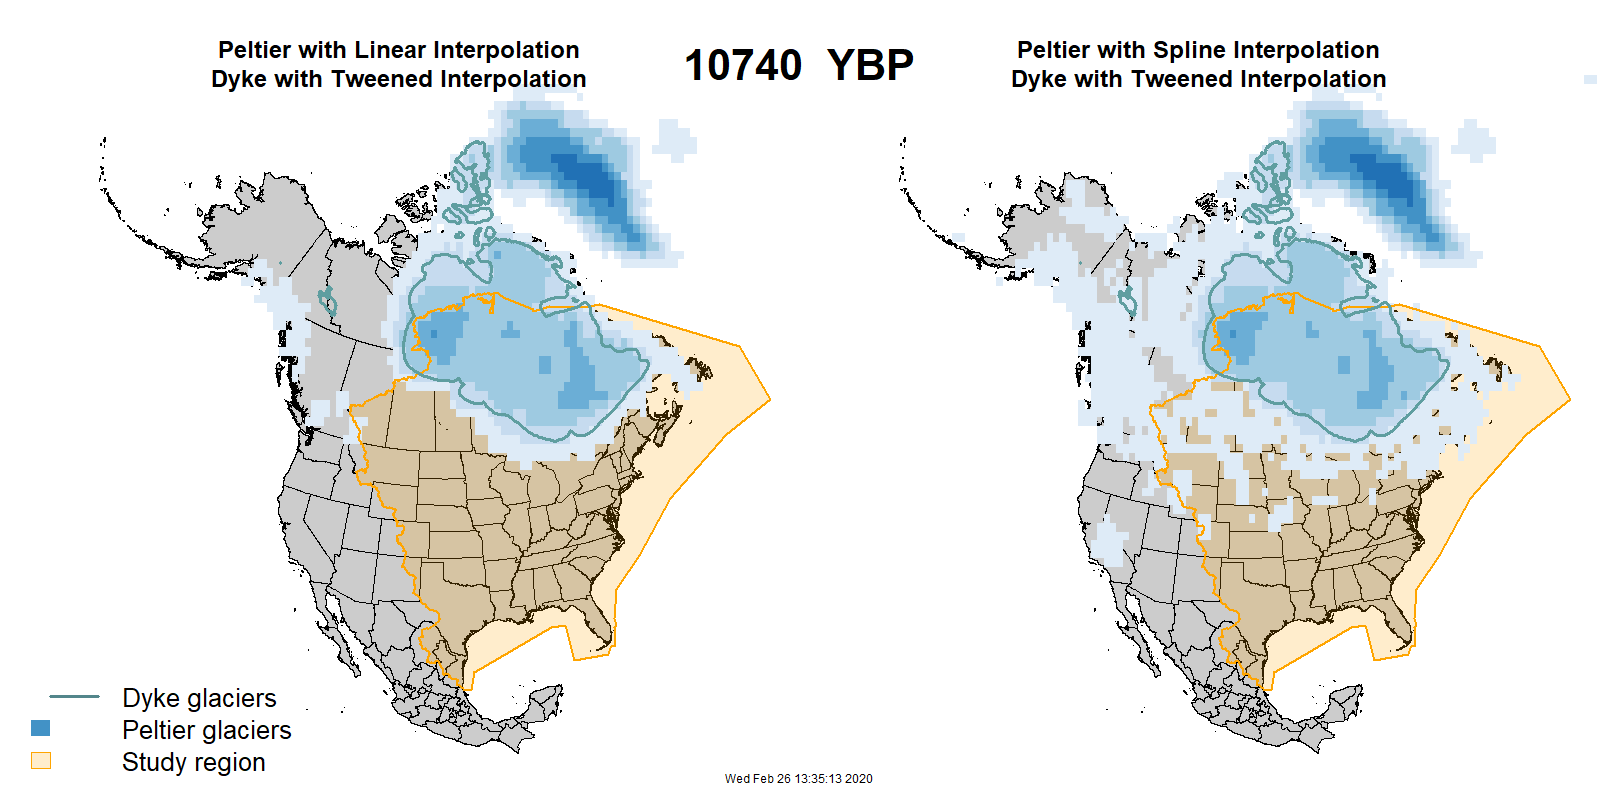 Peltier with Linear Interpolation
Dyke with Tweened Interpolation
10740 YBP
Peltier with Spline Interpolation
Dyke with Tweened Interpolation
Dyke glaciers
Peltier glaciers
Study region
Wed Feb 26 13:35:13 2020